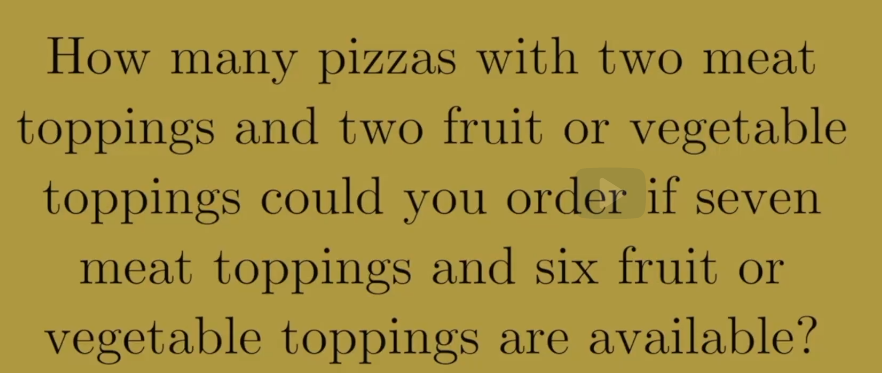 How many pizzas with two meat
toppings and two fruit or vegetable
toppings could you order if seven
meat toppings and six fruit or
vegetable toppings are available?